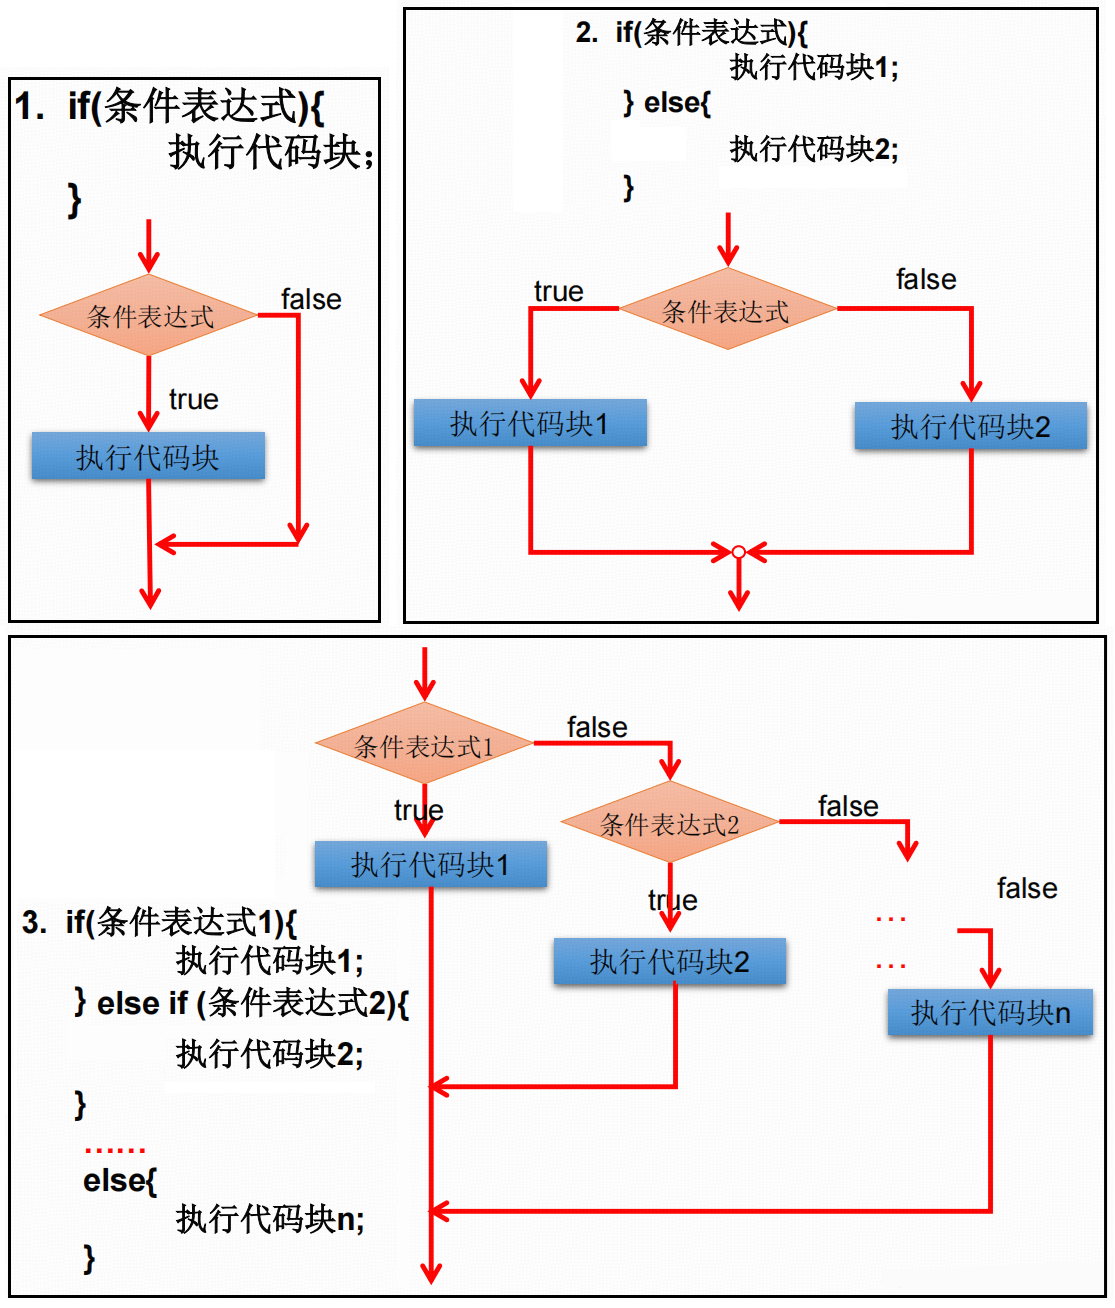 1. if(条件表达式){
执行代码块;
}
条件表达式
false
true
执行代码块
2. if(条件表达式){
执行代码块1;
} else{
执行代码块2;
}
true
条件表达式
false
执行代码块1
执行代码块2
条件表达式1
false
true
条件表达式2
false
执行代码块1
true
false
...
执行代码块2
...
执行代码块n
3. if(条件表达式1){
执行代码块1;
} else if (条件表达式2){
执行代码块2;
}
......
else{
执行代码块n;
}